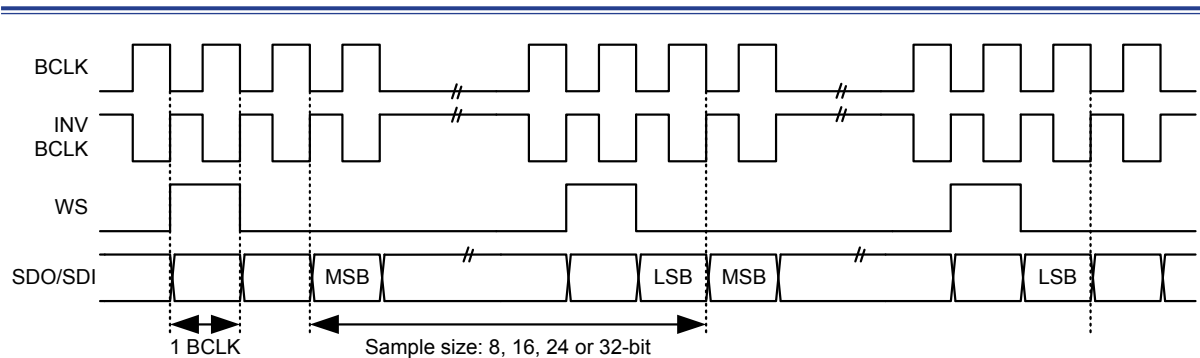 BCLK
INV
BCLK
WS
SDO/SDI
MSB
LSB
MSB
LSB
1 BCLK
Sample size: 8, 16, 24 or 32-bit